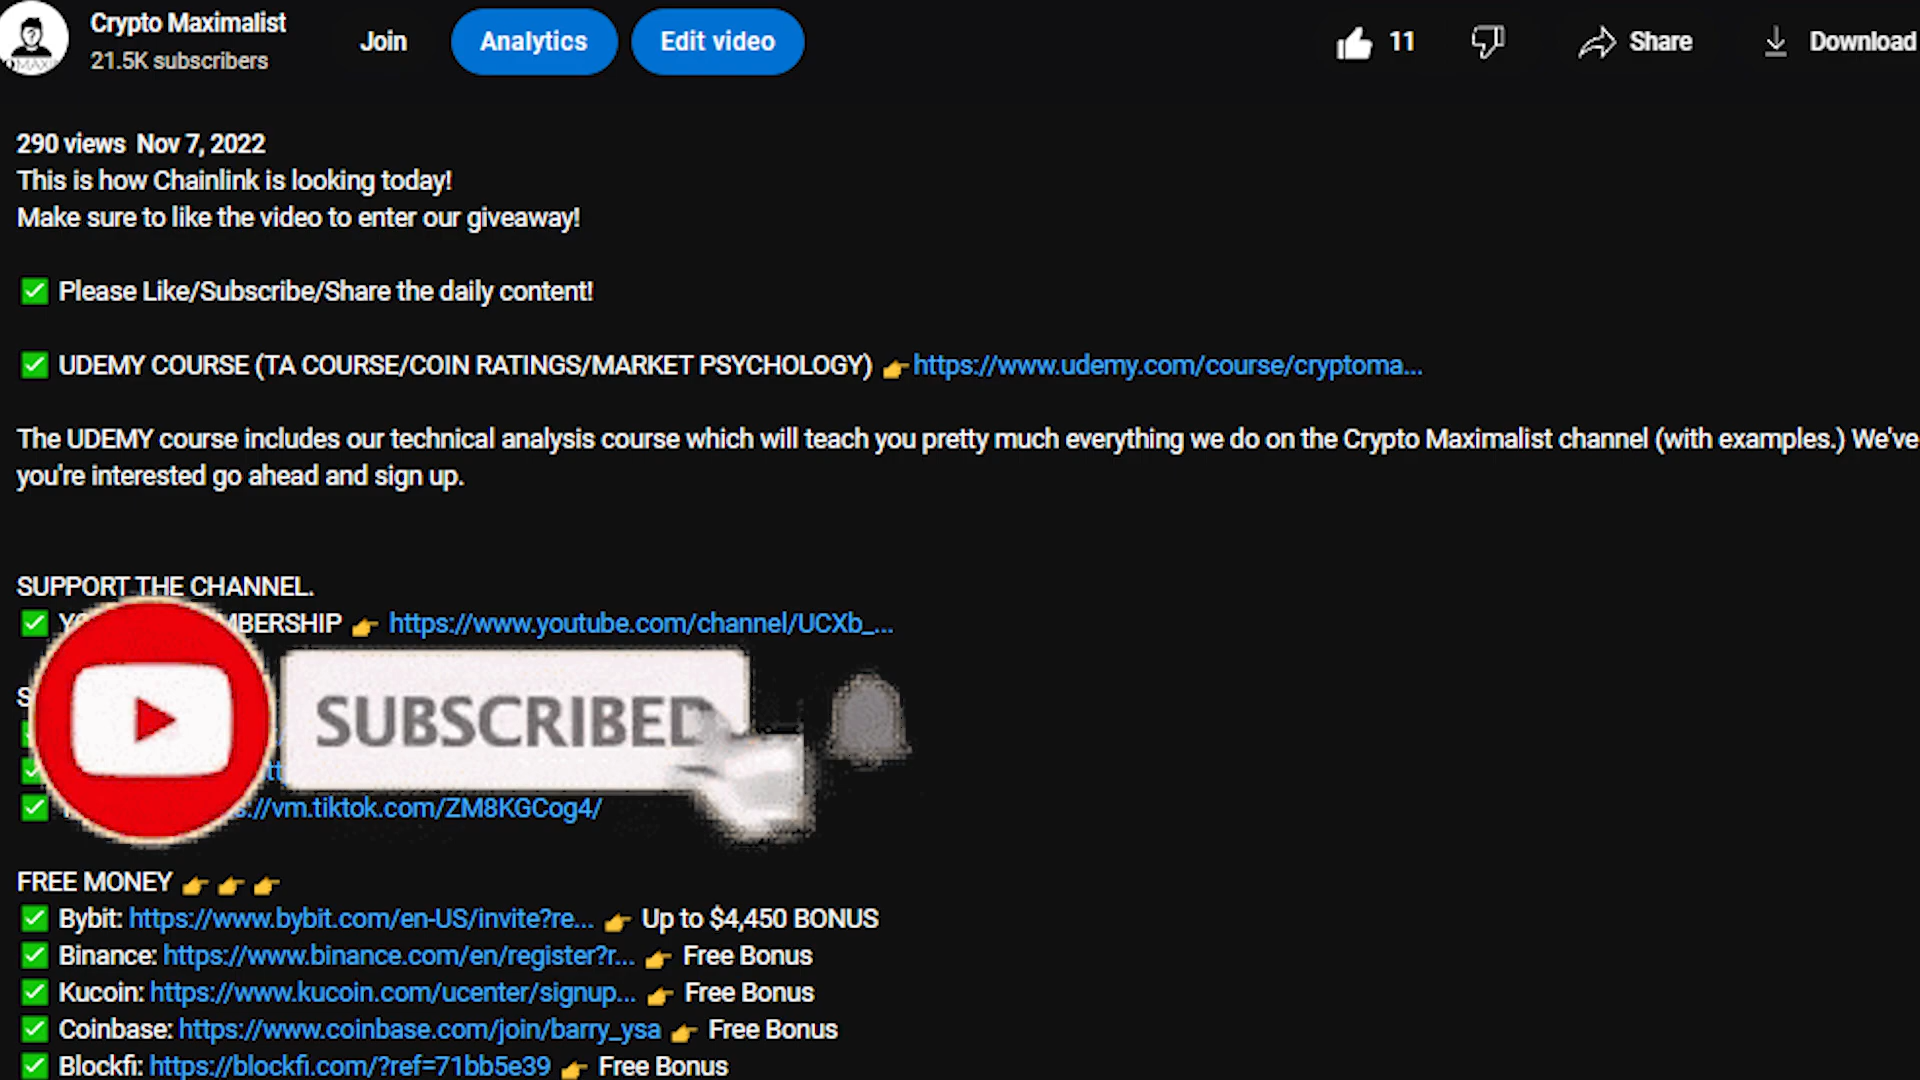 Crypto Maximalist
21.5K subscribers
Join
Analytics
Edit video
11
Share
Download
290 views Nov 7, 2022
This is how Chainlink is looking today!
Make sure to like the video to enter our giveaway!
✅ Please Like/Subscribe/Share the daily content!
✅ UDEMY COURSE (TA COURSE/COIN RATINGS/MARKET PSYCHOLOGY) 👉https://www.udemy.com/course/cryptoma...
The UDEMY course includes our technical analysis course which will teach you pretty much everything we do on the Crypto Maximalist channel (with examples.) We've
you're interested go ahead and sign up.
SUPPORT THE CHANNEL.
✅ MBERSHIP 👉 https://www.youtube.com/channel/UCXb_...
SUBSCRIBED
✅ ://vm.tiktok.com/ZM8KGCog4/
FREE MONEY 👉 👉 👉
✅ Bybit: https://www.bybit.com/en-US/invite?re... 👉 Up to $4,450 BONUS
✅ Binance: https://www.binance.com/en/register?r... 👉 Free Bonus
✅ Kucoin: https://www.kucoin.com/ucenter/signup... 👉 Free Bonus
✅ Coinbase: https://www.coinbase.com/join/barry_ysa 👉 Free Bonus
✅ Blockfi: https://blockfi.com/?ref=71bb5e39 👉 Free Bonus